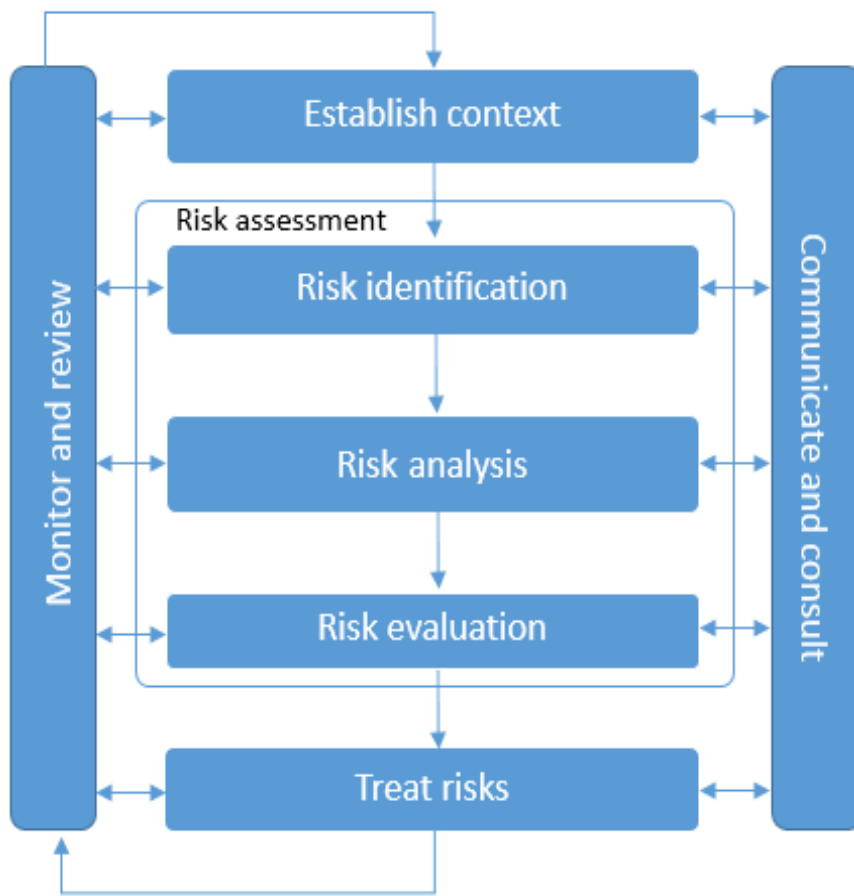 Establish context
Risk assessment
Risk identification
Risk analysis
Risk evaluation
Treat risks
Monitor and review
Communicate and consult